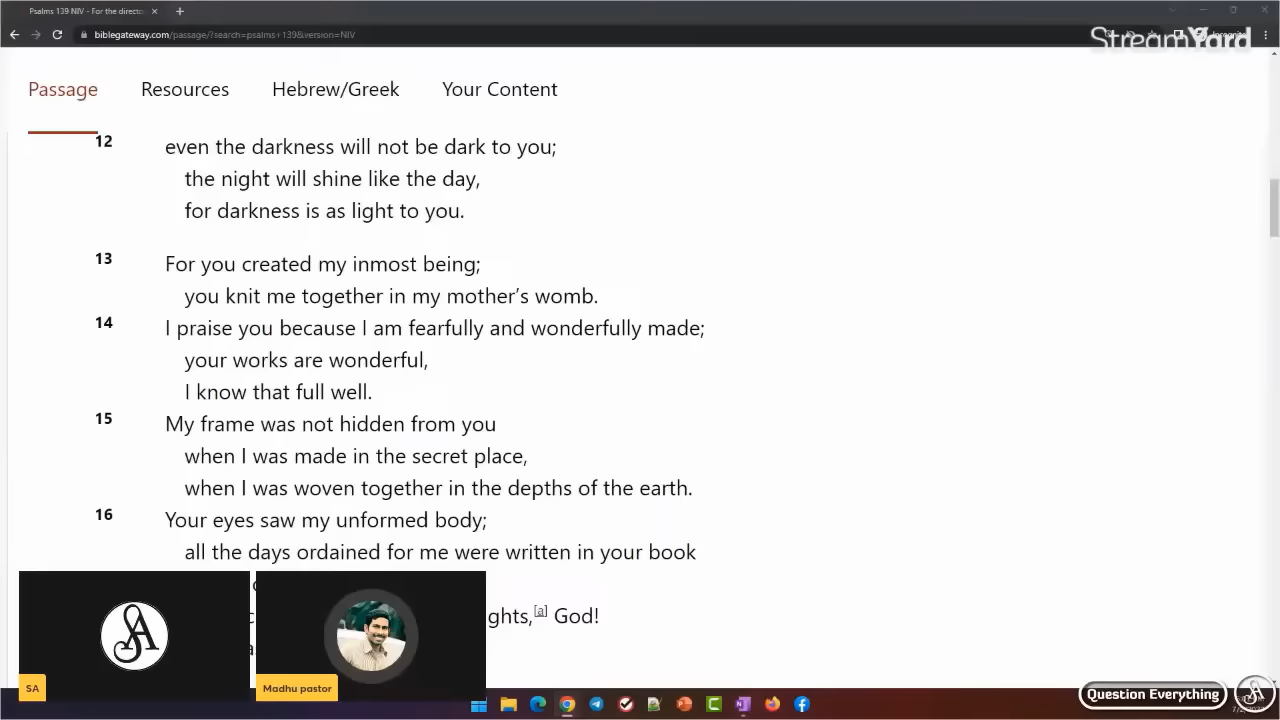 Psalms 139 NIV - For the directo
biblegateway.com/passage/?search=psalms+139&version=NIV
StreamYard
Passage
Resources
Hebrew/Greek
Your Content
12 even the darkness will not be dark to you;
the night will shine like the day,
for darkness is as light to you.
13 For you created my inmost being;
you knit me together in my mother’s womb.
14 I praise you because I am fearfully and wonderfully made;
your works are wonderful,
I know that full well.
15 My frame was not hidden from you
when I was made in the secret place,
when I was woven together in the depths of the earth.
16 Your eyes saw my unformed body;
all the days ordained for me were written in your book
ghts,[a] God!
SA
Madhu pastor
Question Everything